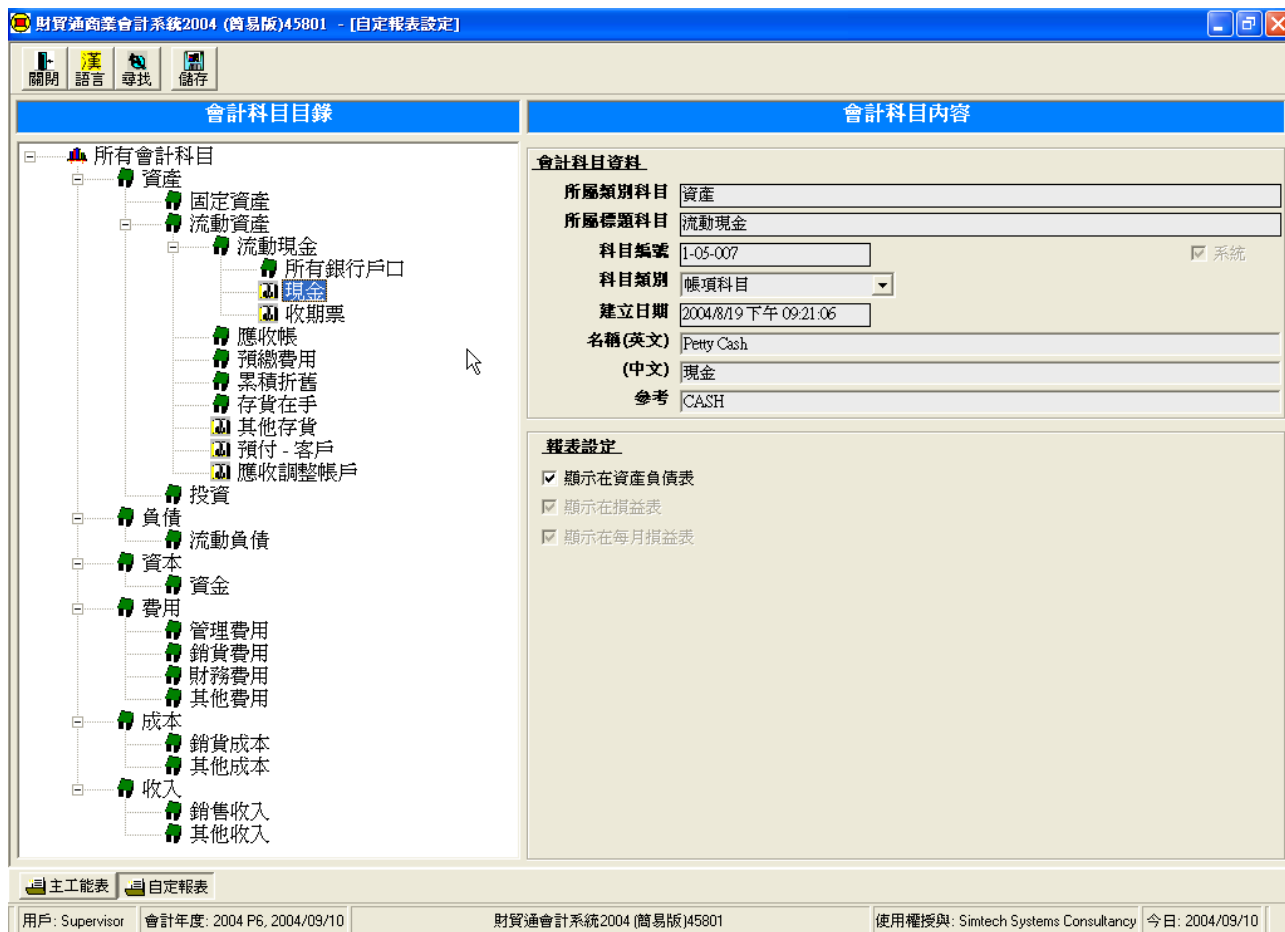 財貿通商業會計系統2004 (簡易版)45801 - [自定報表設定]
關閉 語言 尋找 儲存
漢
會計科目目錄
會計科目內容
所有會計科目
資產
固定資產
流動資產
流動現金
所有銀行戶口
現金
收期票
應收帳
預繳費用
累積折舊
存貨在手
其他存貨
預付 - 客戶
應收調整帳戶
投資
負債
流動負債
資本
資金
費用
管理費用
銷貨費用
財務費用
其他費用
成本
銷貨成本
其他成本
收入
銷售收入
其他收入
會計科目資料
所屬類別科目 資產
所屬標題科目 流動現金
科目編號 1-05-007 系統
科目類別 帳項科目
建立日期 2004/8/19 下午 09:21:06
名稱(英文) Petty Cash
(中文) 現金
參考 CASH
報表設定
顯示在資產負債表
顯示在損益表
顯示在每月損益表
主工能表 自定報表
用戶: Supervisor 會計年度: 2004 P6, 2004/09/10 財貿通會計系統2004 (簡易版)45801 使用權授與: Simtech Systems Consultancy 今日: 2004/09/10